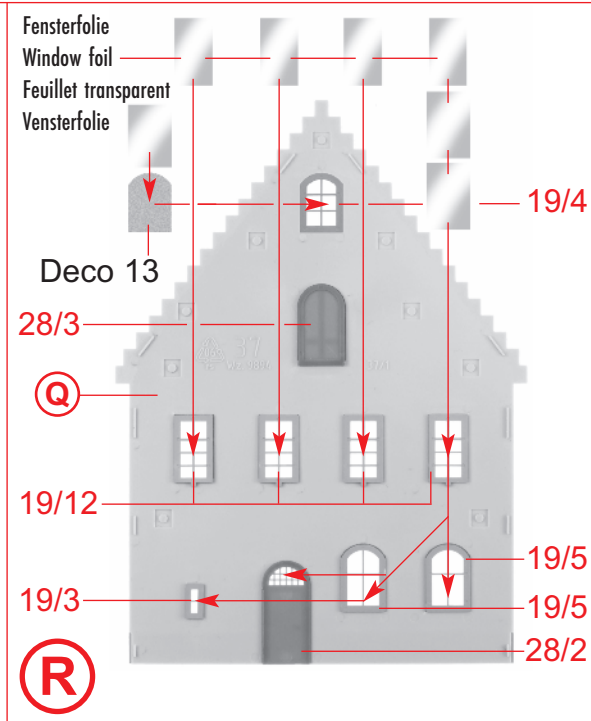 Fensterfolie
Window foil
Feuillet transparent
Vensterfolie
19/4
Deco 13
28/3
37
Q
19/12
19/5
19/3
19/5
28/2
R